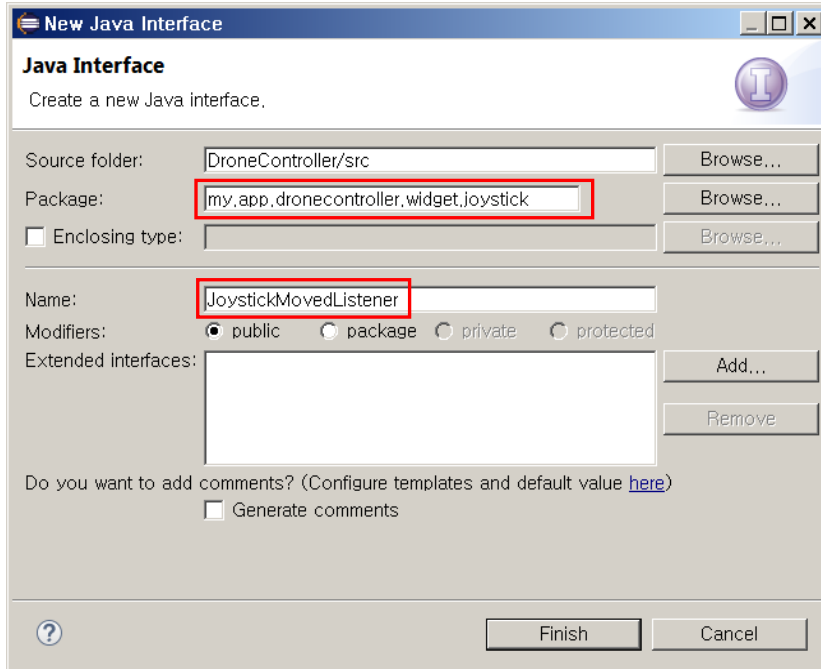 New Java Interface
Java Interface
Create a new Java interface.
Source folder: DroneController/src Browse...
Package: my.app.dronecontroller.widget.joystick Browse...
Enclosing type: Browse...
Name: JoystickMovedListener
Modifiers: public package private protected
Extended interfaces: Add...
Remove
Do you want to add comments? (Configure templates and default value here)
Generate comments
? Finish Cancel